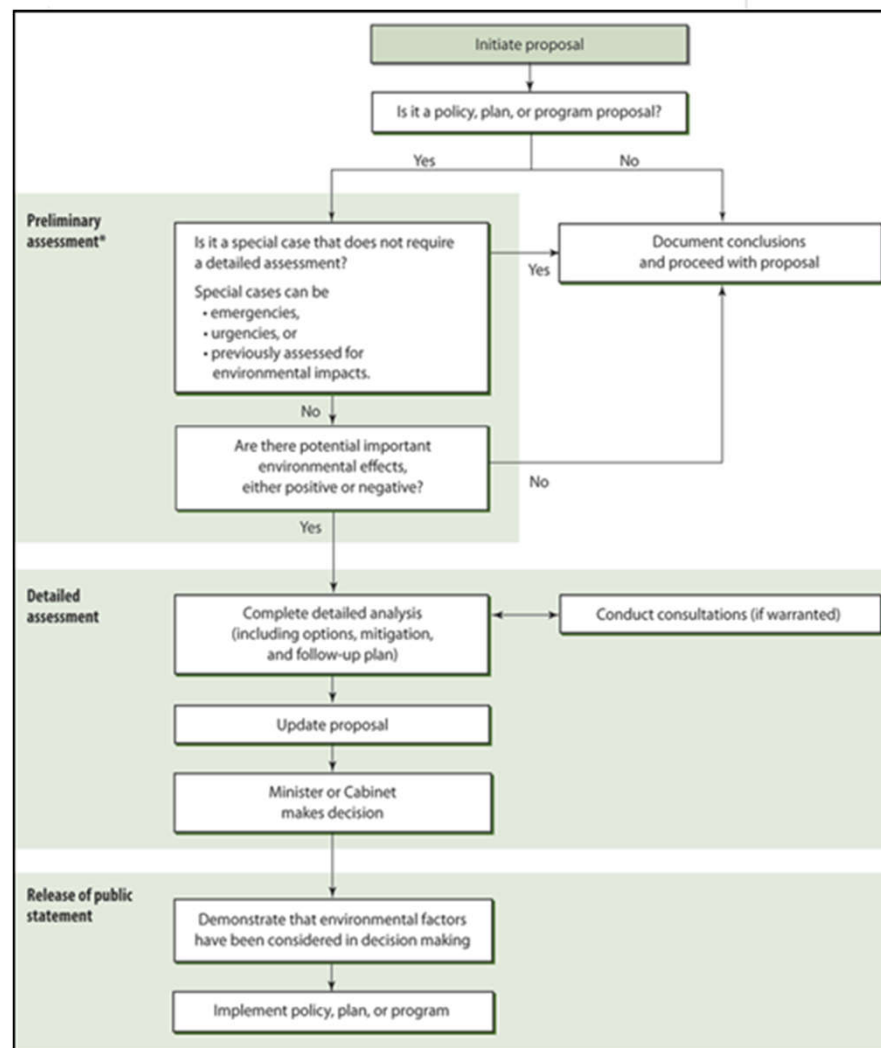 Initiate proposal
Is it a policy, plan, or program proposal?
Yes
No
Preliminary
assessment*
Is it a special case that does not require
a detailed assessment?
Special cases can be
• emergencies,
• urgencies, or
• previously assessed for
environmental impacts.
Yes
Document conclusions
and proceed with proposal
No
Are there potential important
environmental effects,
either positive or negative?
No
Yes
Detailed
assessment
Complete detailed analysis
(including options, mitigation,
and follow-up plan)
Conduct consultations (if warranted)
Update proposal
Minister or Cabinet
makes decision
Release of public
statement
Demonstrate that environmental factors
have been considered in decision making
Implement policy, plan, or program